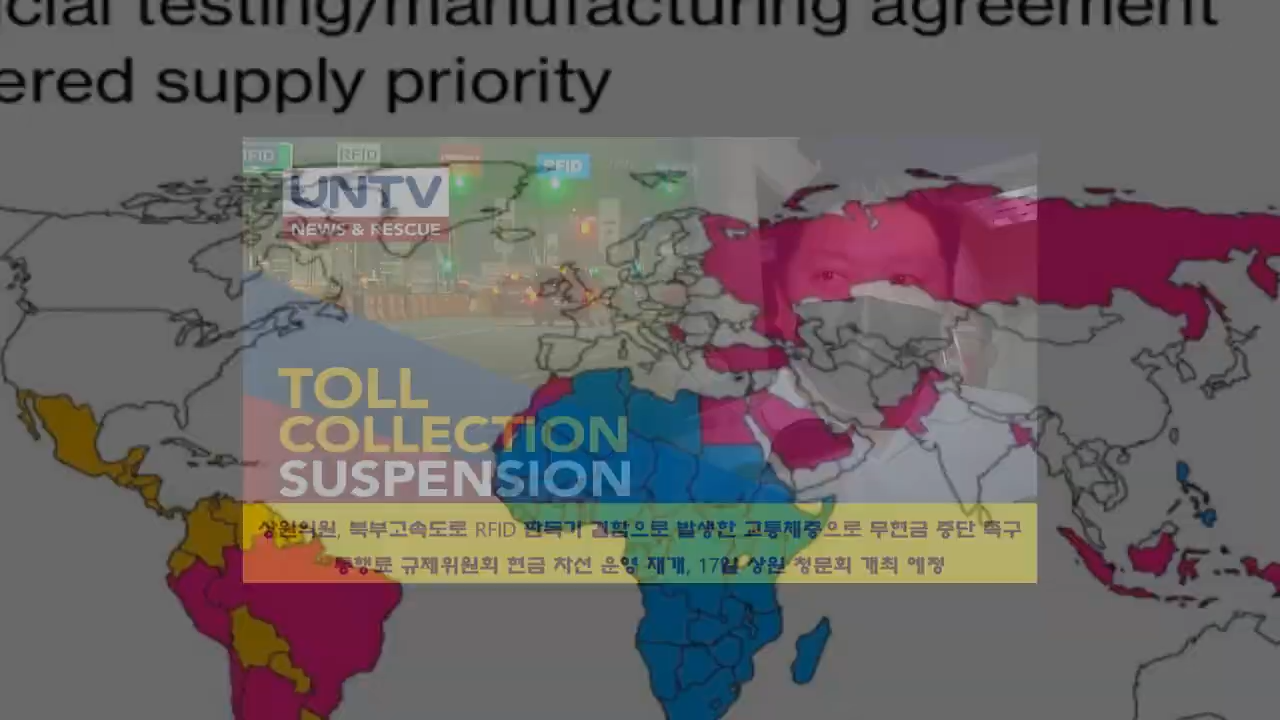 cial testing/manufacturing agreement
ered supply priority
RFID
RFID
RFID
UNTV
NEWS & RESCUE
TOLL
COLLECTION
SUSPENSION
상원의원, 북부고속도로 RFID 판독기 결함으로 발생한 교통체증으로 무현금 중단 촉구
통행료 규제위원회 현금 차선 운영 재개, 17일 상원 청문회 개최 예정